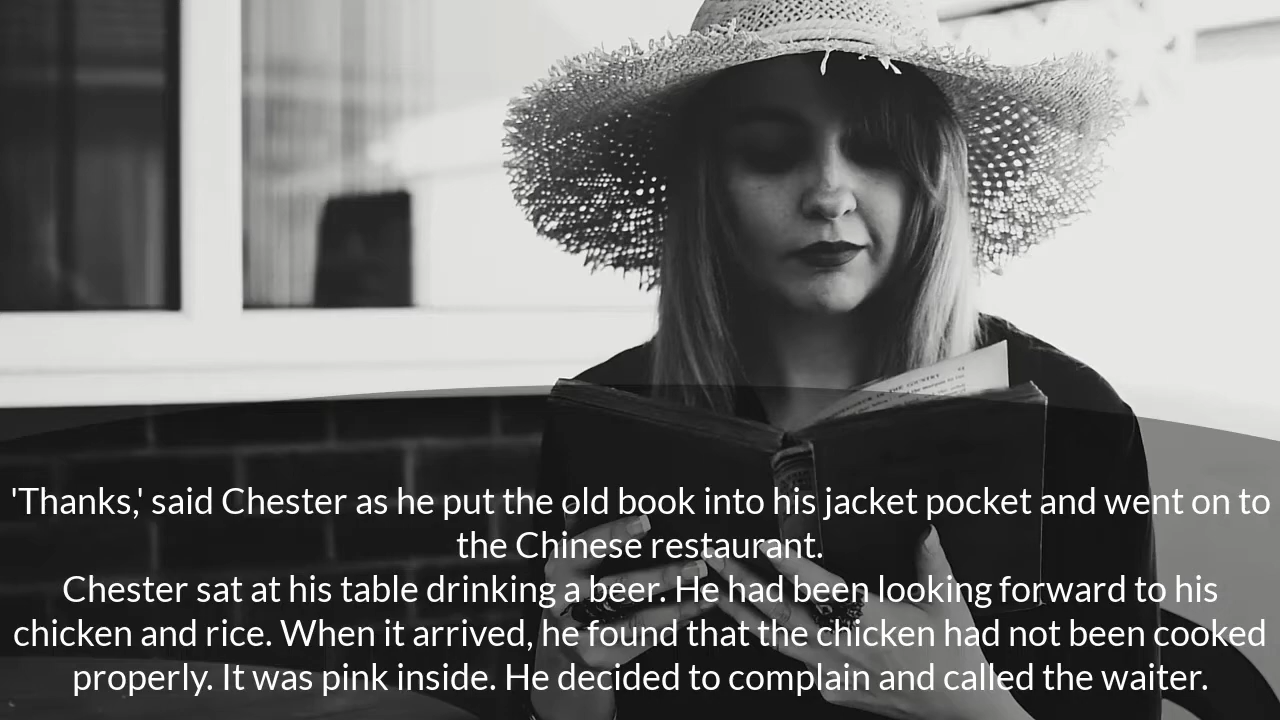 'Thanks,' said Chester as he put the old book into his jacket pocket and went on to
the Chinese restaurant.
Chester sat at his table drinking a beer. He had been looking forward to his
chicken and rice. When it arrived, he found that the chicken had not been cooked
properly. It was pink inside. He decided to complain and called the waiter.